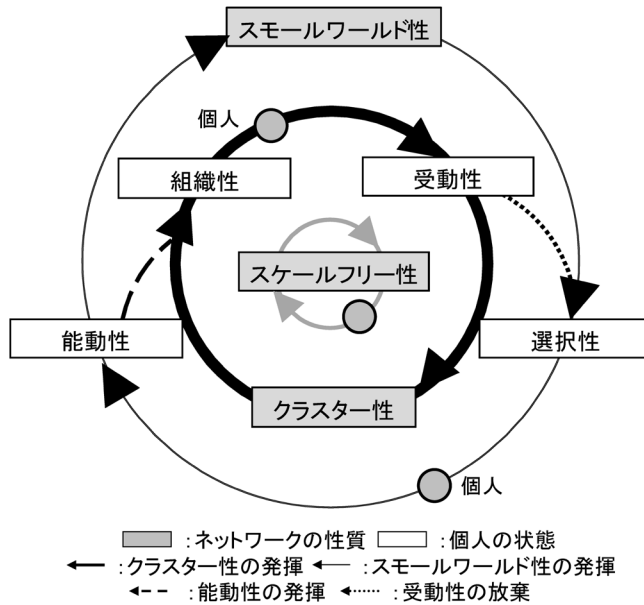 スモールワールド性
個人
組織性
受動性
スケールフリー性
能動性
選択性
クラスター性
個人
:ネットワークの性質 :個人の状態
:クラスター性の発揮 :スモールワールド性の発揮
:能動性の発揮 :受動性の放棄